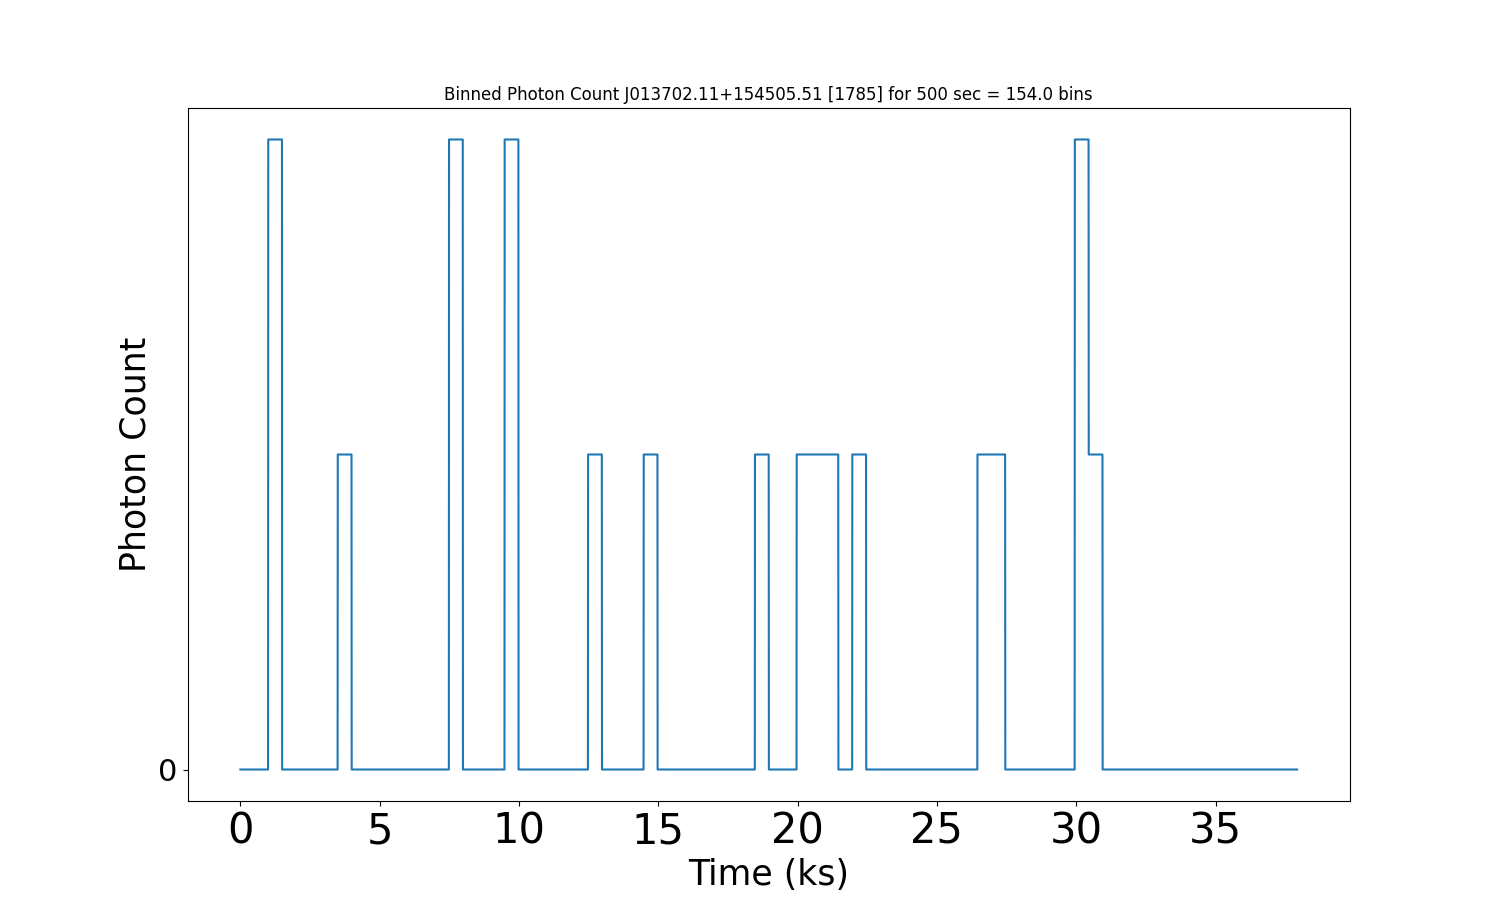 Binned Photon Count J013702.11+154505.51 [1785] for 500 sec = 154.0 bins
Photon Count
0
0 5 10 15 20 25 30 35
Time (ks)